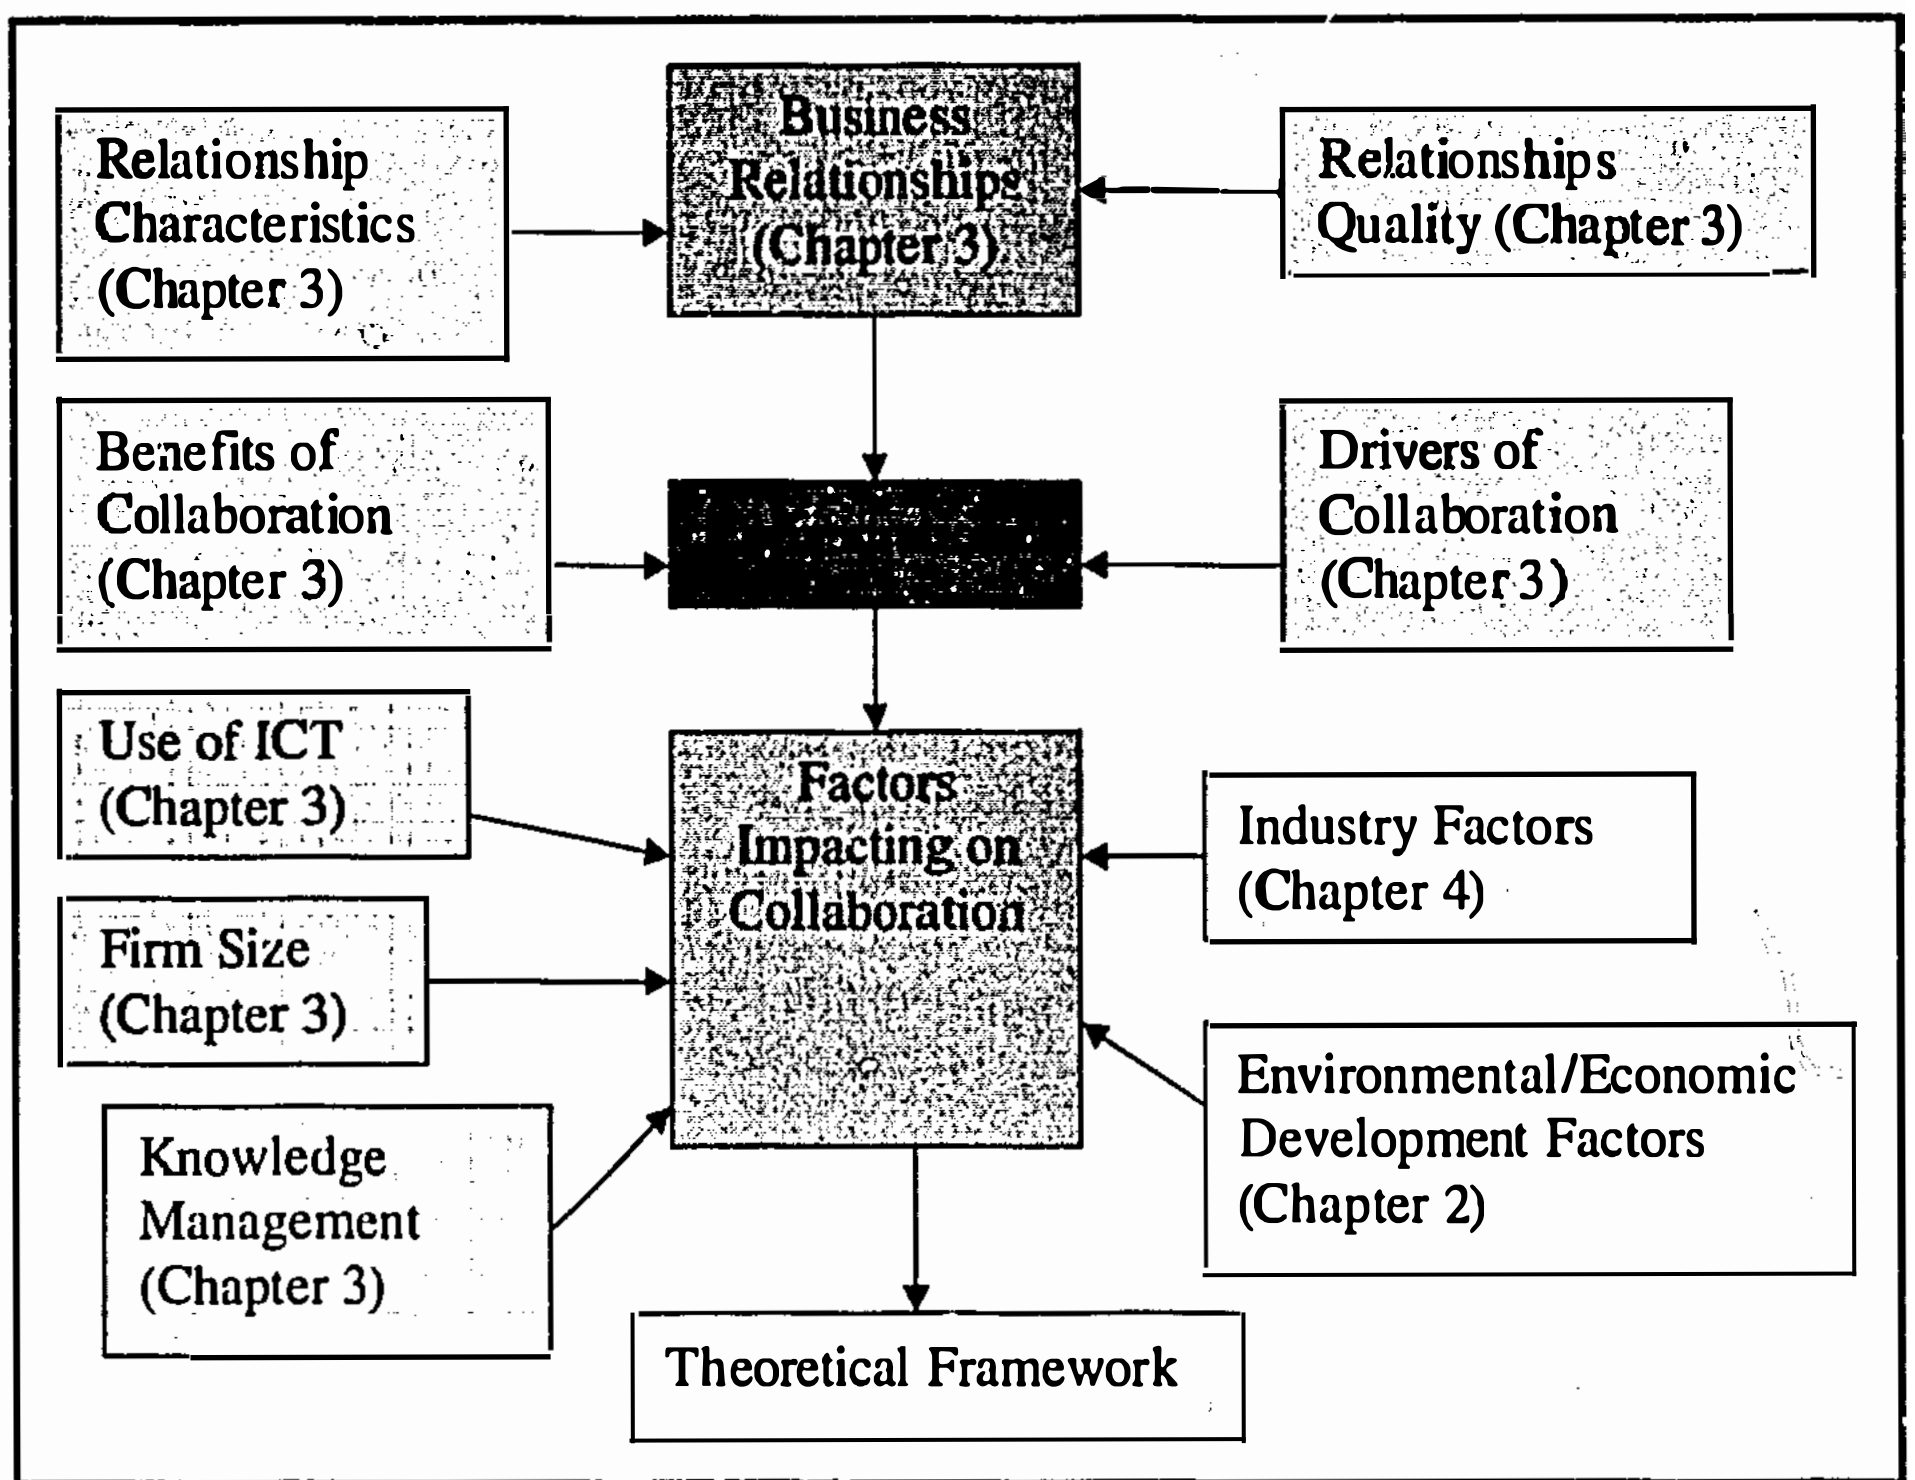 Business
Relationships
(Chapter 3)
Relationship
Characteristics
(Chapter 3)
Relationships
Quality (Chapter 3)
Benefits of
Collaboration
(Chapter 3)
Drivers of
Collaboration
(Chapter 3)
Use of ICT
(Chapter 3)
Factors
Impacting on
Collaboration
Industry Factors
(Chapter 4)
Firm Size
(Chapter 3)
Environmental/Economic
Development Factors
(Chapter 2)
Knowledge
Management
(Chapter 3)
Theoretical Framework